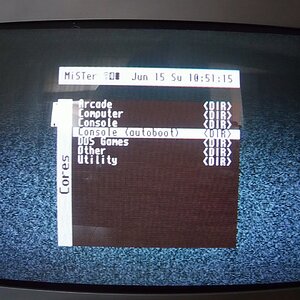 MiSTer Jun 15 Su 10:51:15
Arcade <DIR>
Computer <DIR>
Console <DIR>
Console (autoboot) <DIR>
DOS Games <DIR>
Other <DIR>
Utility <DIR>
Cores